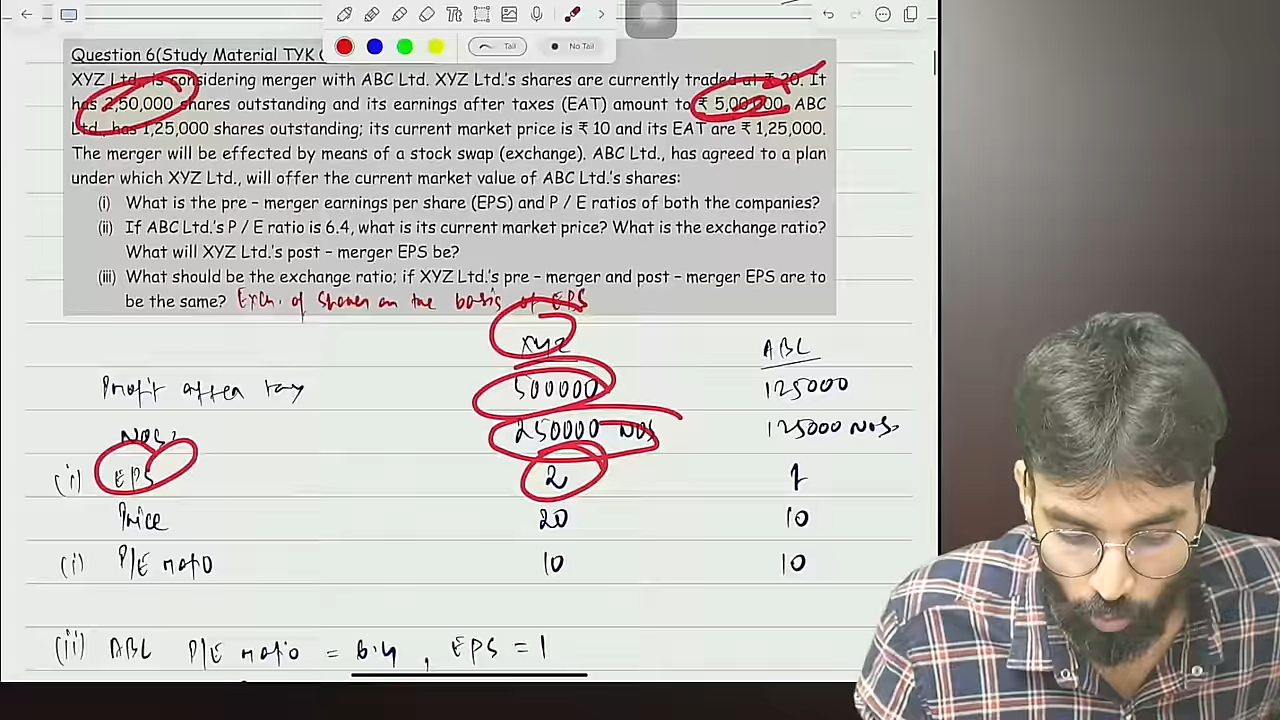 Tt
Tail
No Tail
Question 6(Study Material TYK
XYZ Ltd., is considering merger with ABC Ltd. XYZ Ltd.'s shares are currently traded at ₹ 20. It
has 2,50,000 shares outstanding and its earnings after taxes (EAT) amount to ₹ 5,00,000. ABC
Ltd., has 1,25,000 shares outstanding; its current market price is ₹ 10 and its EAT are ₹ 1,25,000.
The merger will be effected by means of a stock swap (exchange). ABC Ltd., has agreed to a plan
under which XYZ Ltd., will offer the current market value of ABC Ltd.'s shares:
(i) What is the pre – merger earnings per share (EPS) and P / E ratios of both the companies?
(ii) If ABC Ltd.'s P / E ratio is 6.4, what is its current market price? What is the exchange ratio?
What will XYZ Ltd.'s post – merger EPS be?
(iii) What should be the exchange ratio; if XYZ Ltd.'s pre – merger and post – merger EPS are to
be the same? Exch. of shares on the basis of EPS
XYZ ABC
Profit after tax 500000 125000
NOS 250000 NOS 125000 NOS
(i) EPS 2 1
Price 20 10
(i) P/E ratio 10 10
(ii) ABC P/E ratio = 6.4, EPS = 1